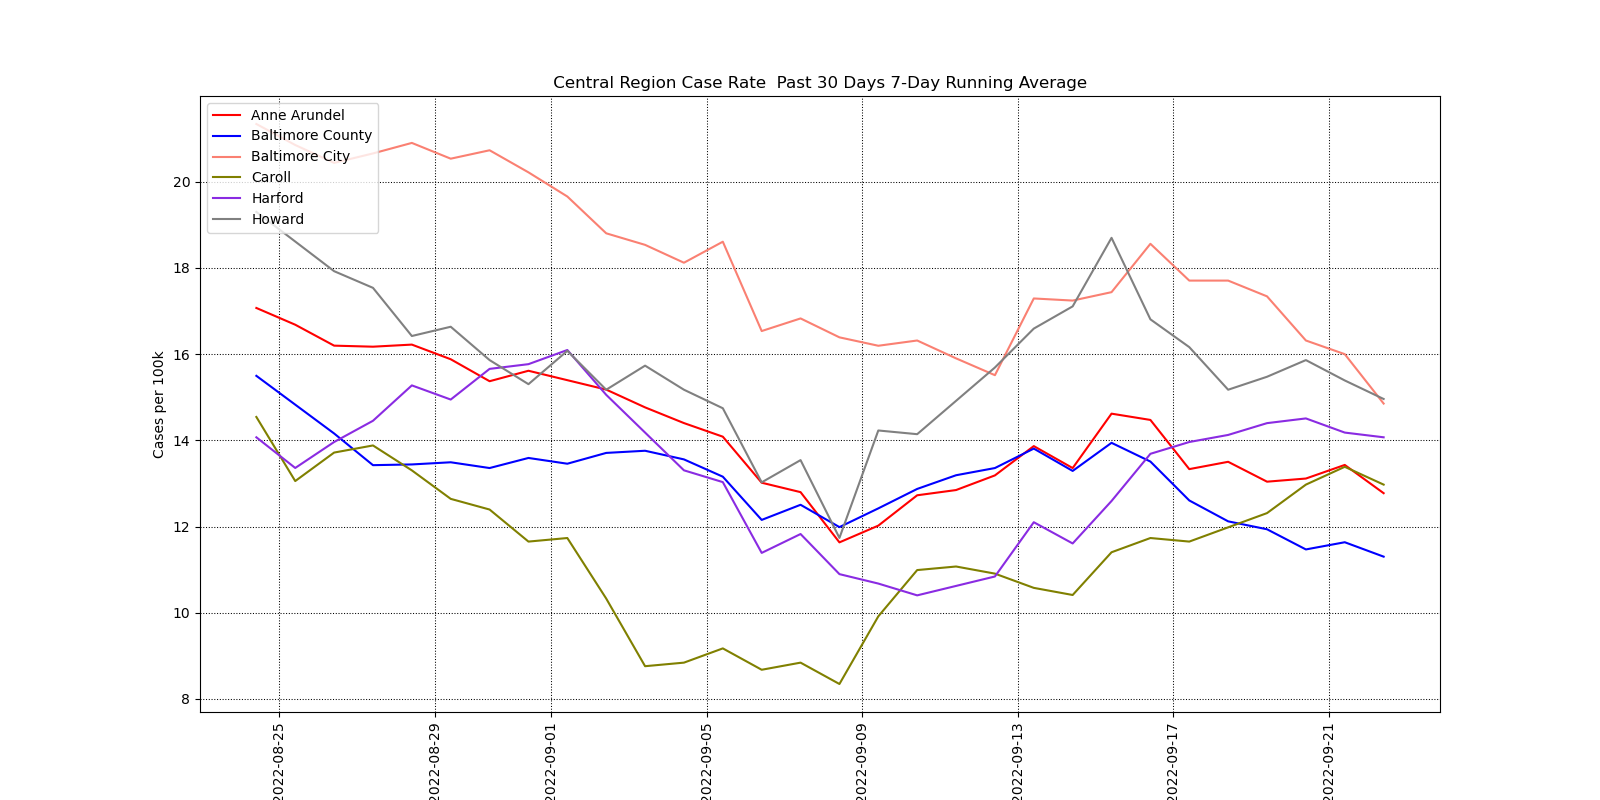 Central Region Case Rate  Past 30 Days 7-Day Running Average
Anne Arundel
Baltimore County
Baltimore City
Caroll
Harford
Howard
Cases per 100k
20
18
16
14
12
10
8
2022-08-25
2022-08-29
2022-09-01
2022-09-05
2022-09-09
2022-09-13
2022-09-17
2022-09-21